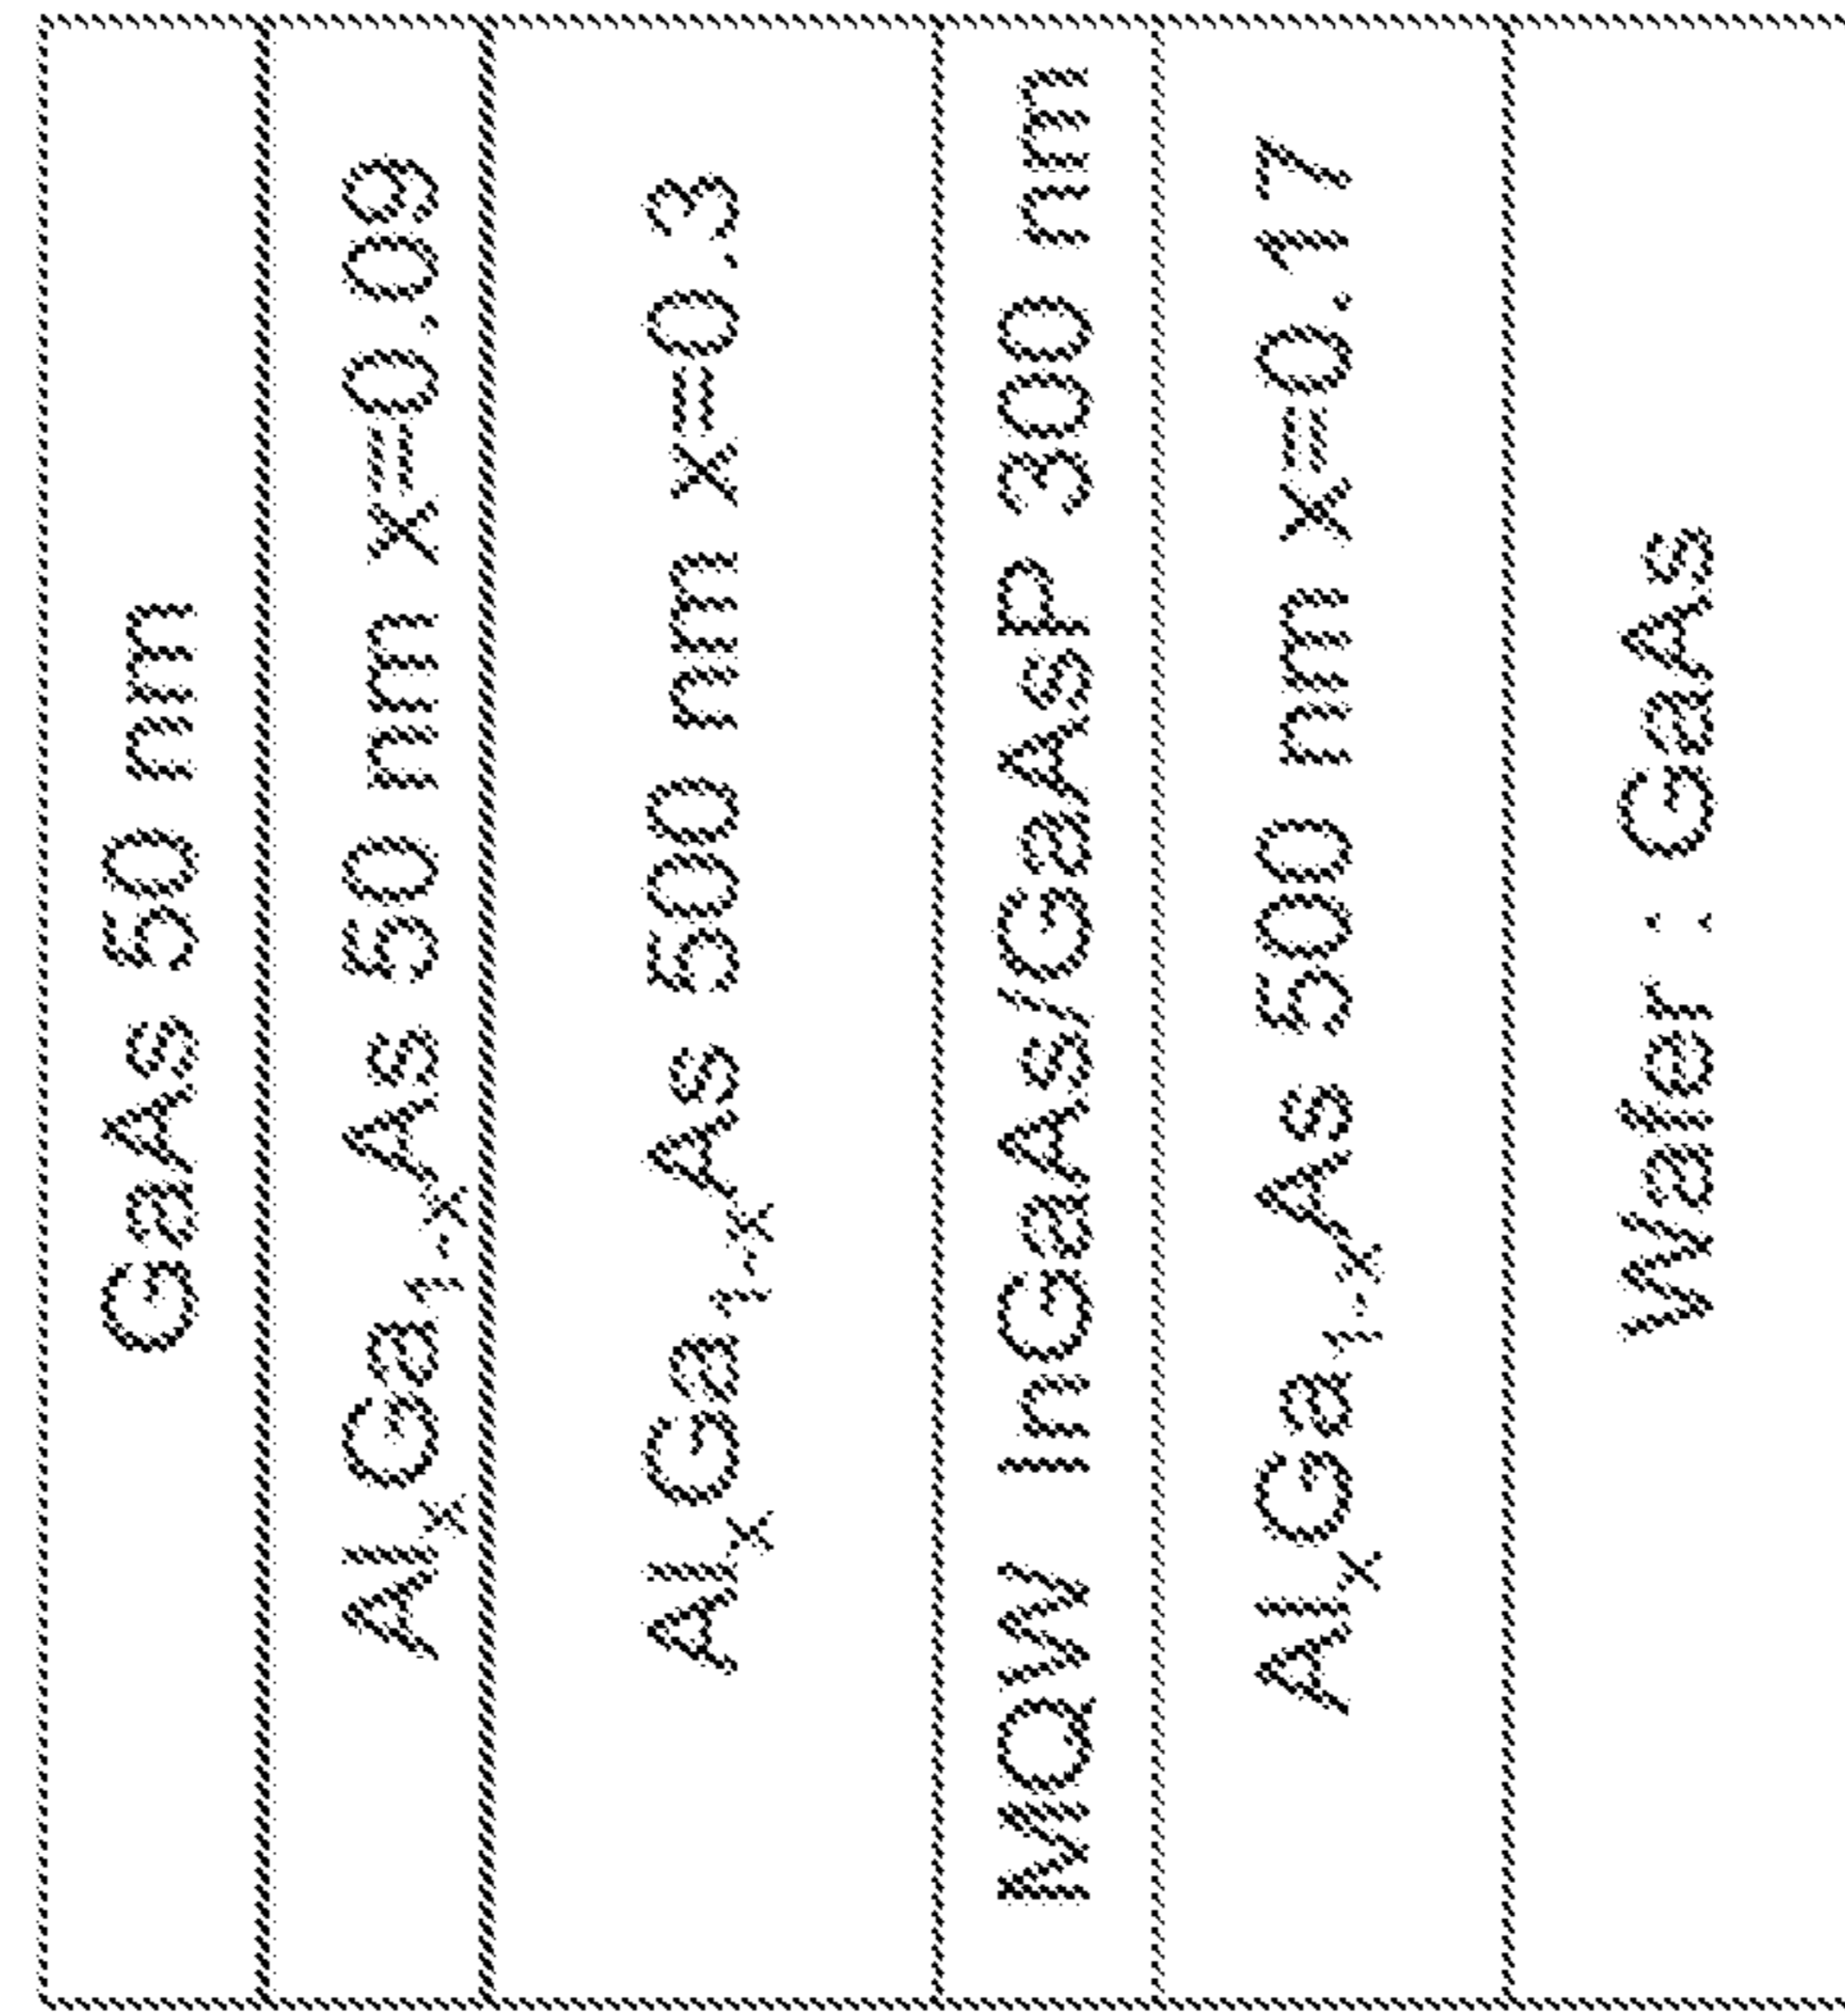 GaAs 50 nm
AlₓGa₁₋ₓAs 50 nm x=0.09
AlₓGa₁₋ₓAs 500 nm x=0.3
MQW InGaAs/GaAsP 300 nm
AlₓGa₁₋ₓAs 500 nm x=0.17
Wafer : GaAs